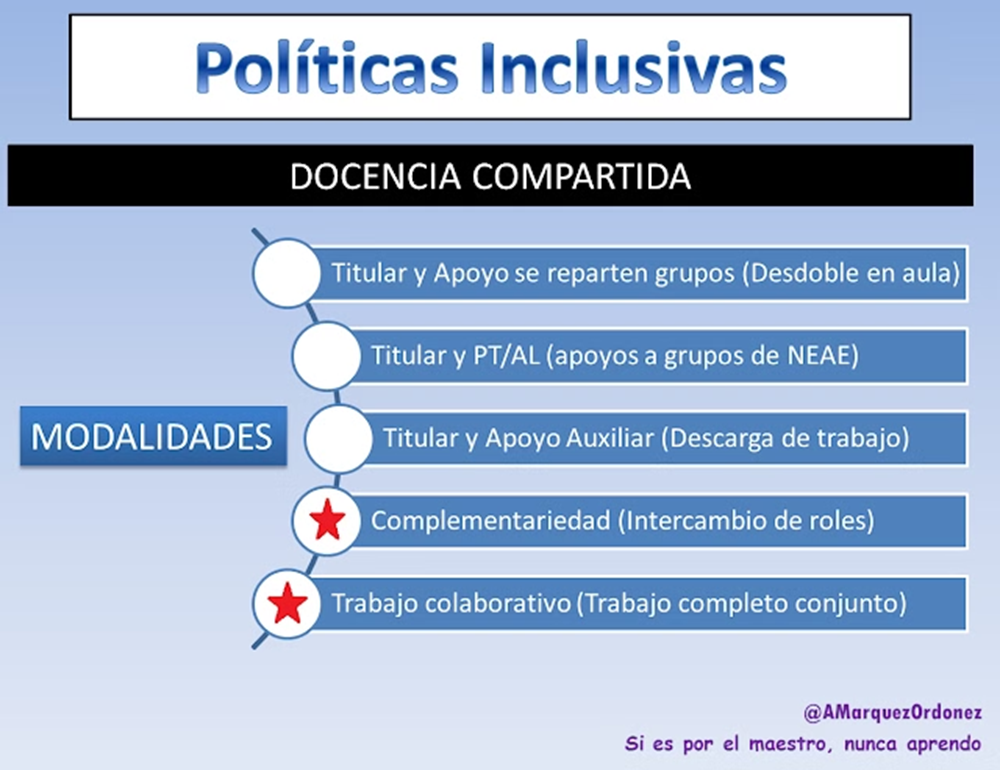 Políticas Inclusivas
DOCENCIA COMPARTIDA
MODALIDADES
Titular y Apoyo se reparten grupos (Desdoble en aula)
Titular y PT/AL (apoyos a grupos de NEAE)
Titular y Apoyo Auxiliar (Descarga de trabajo)
Complementariedad (Intercambio de roles)
Trabajo colaborativo (Trabajo completo conjunto)
@AMarquezOrdonez
Si es por el maestro, nunca aprendo